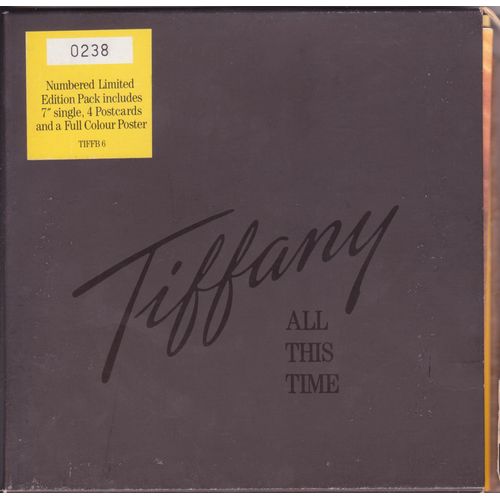 0238
Numbered Limited
Edition Pack includes
7" single, 4 Postcards
and a Full Colour Poster
TIFFB 6
Tiffany
ALL
THIS
TIME